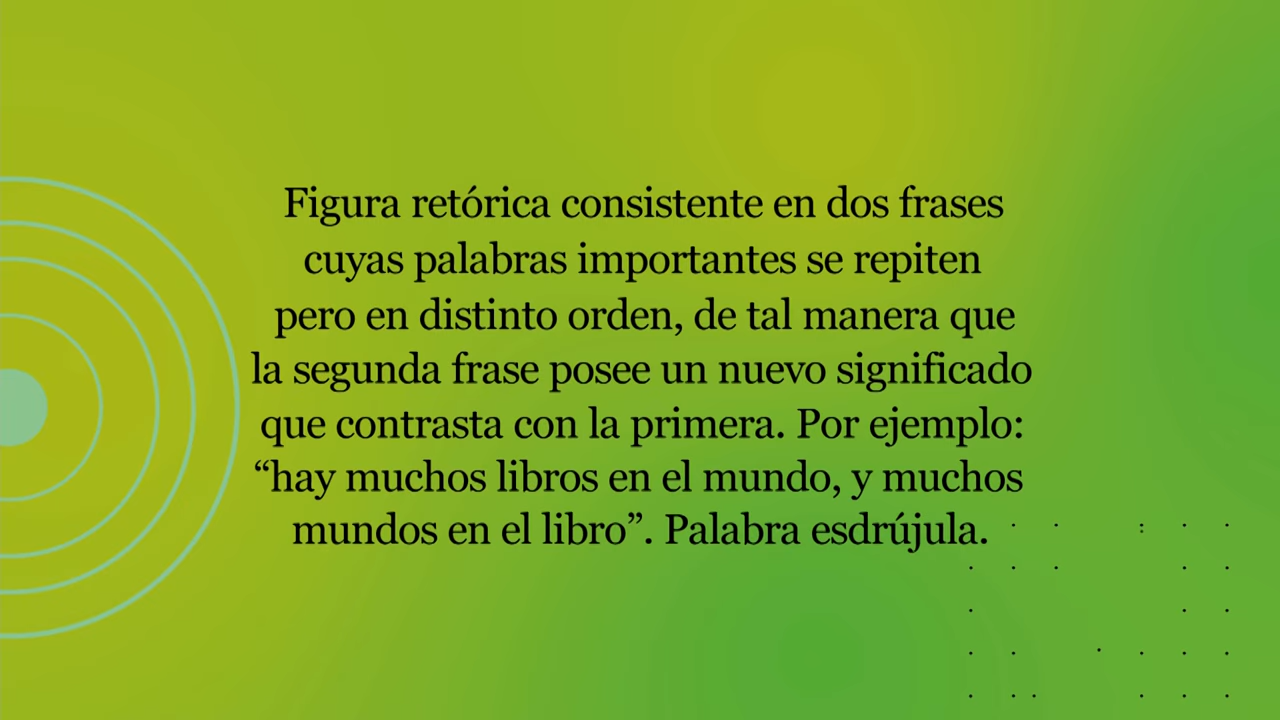 Figura retórica consistente en dos frases
cuyas palabras importantes se repiten
pero en distinto orden, de tal manera que
la segunda frase posee un nuevo significado
que contrasta con la primera. Por ejemplo:
“hay muchos libros en el mundo, y muchos
mundos en el libro”. Palabra esdrújula.